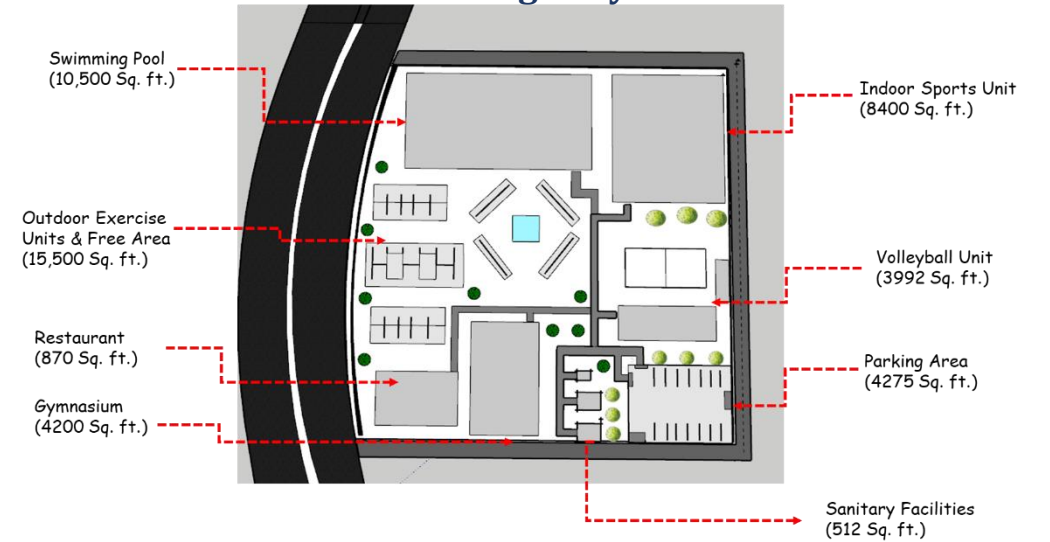 Swimming Pool
(10,500 Sq. ft.)
Indoor Sports Unit
(8400 Sq. ft.)
Outdoor Exercise
Units & Free Area
(15,500 Sq. ft.)
Volleyball Unit
(3992 Sq. ft.)
Restaurant
(870 Sq. ft.)
Parking Area
(4275 Sq. ft.)
Gymnasium
(4200 Sq. ft.)
Sanitary Facilities
(512 Sq. ft.)